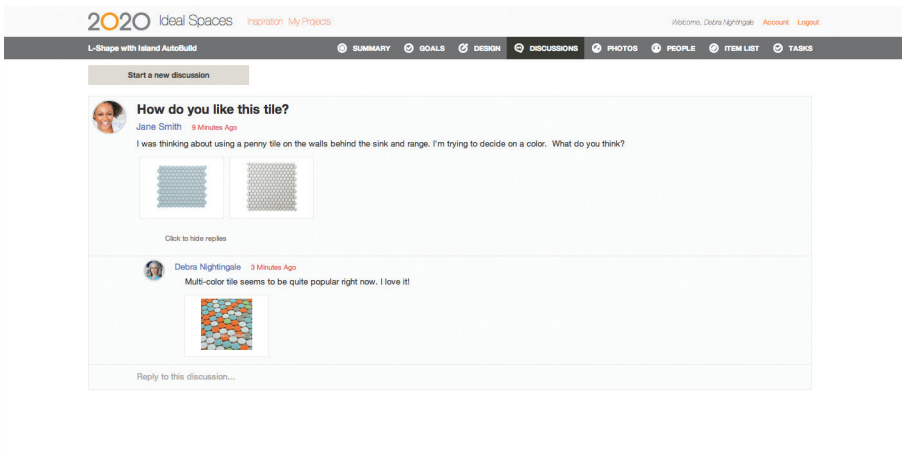 2020 Ideal Spaces Inspiration My Projects Welcome, Debra Nightingale Account Logout
L-Shape with Island AutoBuild SUMMARY GOALS DESIGN DISCUSSIONS PHOTOS PEOPLE ITEM LIST TASKS
Start a new discussion
How do you like this tile?
Jane Smith 9 Minutes Ago
I was thinking about using a penny tile on the walls behind the sink and range. I'm trying to decide on a color. What do you think?
Click to hide replies
Debra Nightingale 3 Minutes Ago
Multi-color tile seems to be quite popular right now. I love it!
Reply to this discussion...